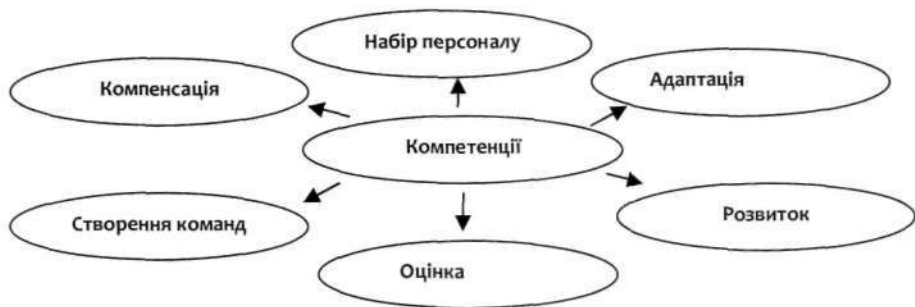 Набір персоналу
Компенсація
Адаптація
Компетенції
Створення команд
Розвиток
Оцінка